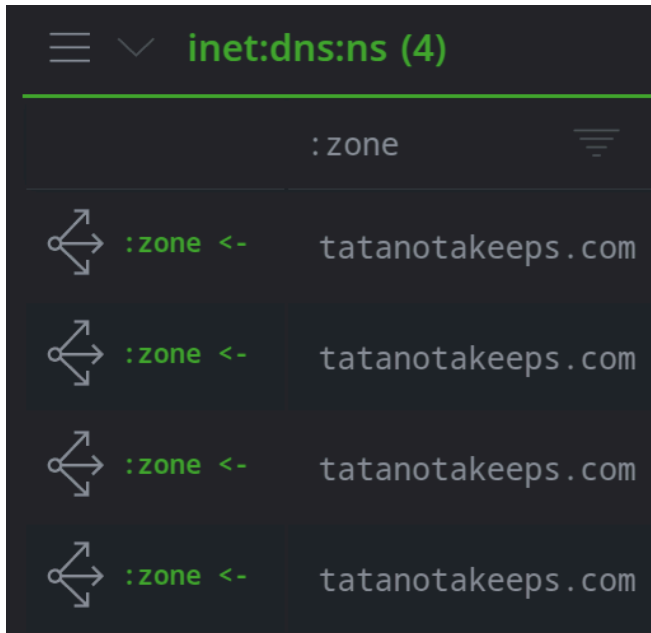 inet:dns:ns (4)
:zone
:zone <- tatanotakeeps.com
:zone <- tatanotakeeps.com
:zone <- tatanotakeeps.com
:zone <- tatanotakeeps.com